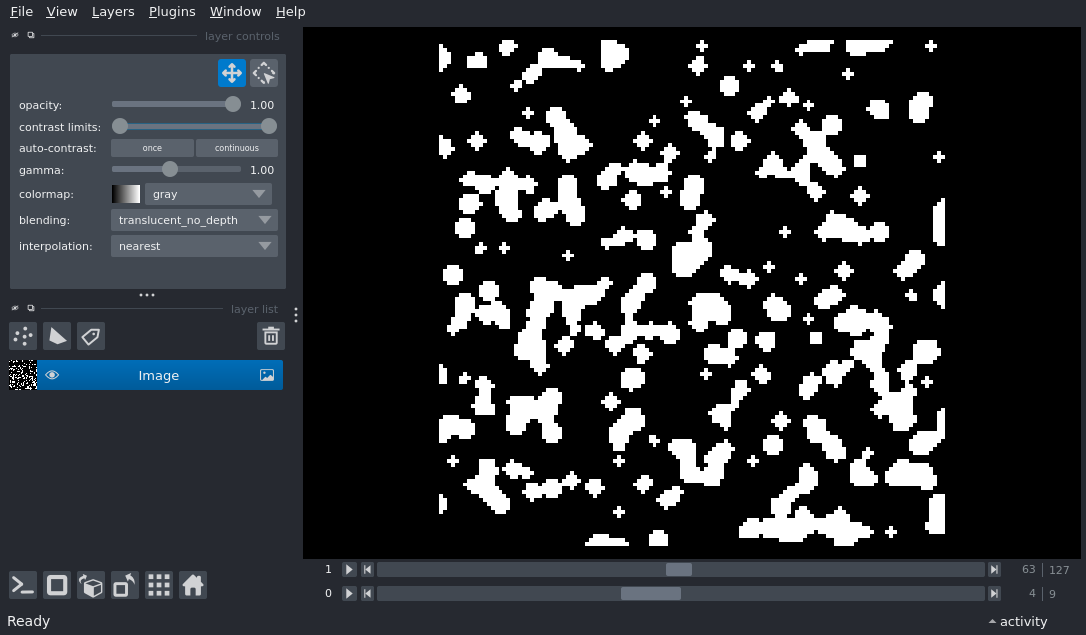 File View Layers Plugins Window Help
layer controls
opacity: 1.00
contrast limits:
auto-contrast: once continuous
gamma: 1.00
colormap: gray
blending: translucent_no_depth
interpolation: nearest
layer list
Image
1 63 127
0 4 9
Ready activity